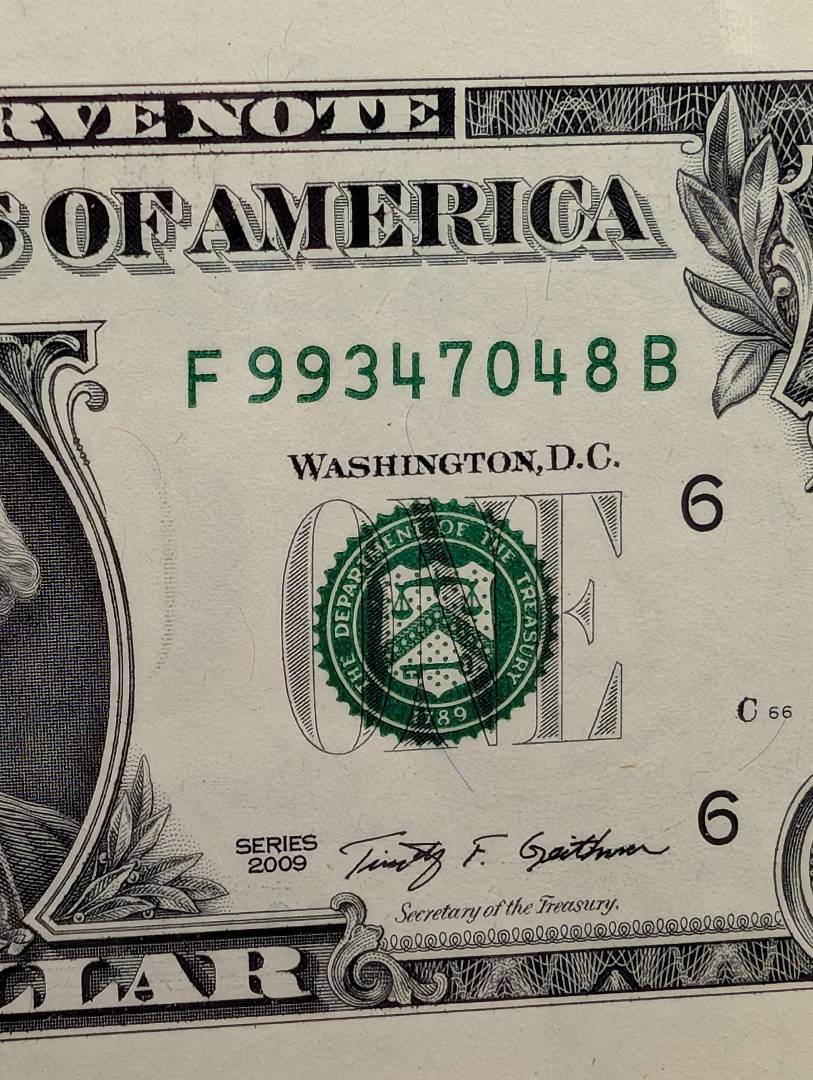 RVE NOTE
S OF AMERICA
F 99347048 B
WASHINGTON, D.C.
6
ONE
THE DEPARTMENT OF THE TREASURY
1789
C 66
6
SERIES
2009
Timothy F. Geithner
Secretary of the Treasury.
LLAR